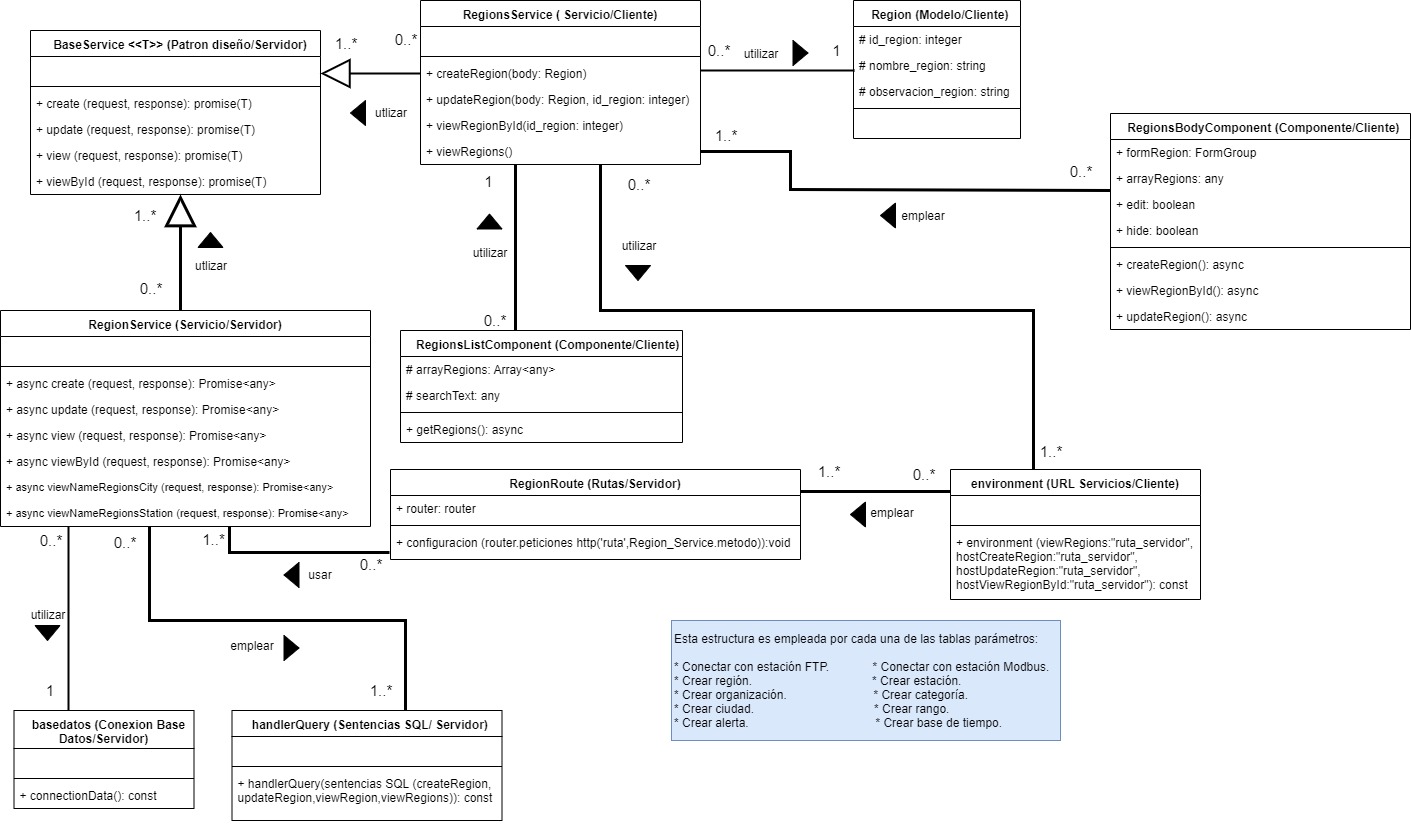 BaseService <<T>> (Patron diseño/Servidor)
+ create (request, response): promise(T)
+ update (request, response): promise(T)
+ view (request, response): promise(T)
+ viewById (request, response): promise(T)
1..*
0..*
utlizar
RegionsService ( Servicio/Cliente)
+ createRegion(body: Region)
+ updateRegion(body: Region, id_region: integer)
+ viewRegionById(id_region: integer)
+ viewRegions()
0..*
utilizar
1
Region (Modelo/Cliente)
# id_region: integer
# nombre_region: string
# observacion_region: string
1..*
0..*
emplear
RegionsBodyComponent (Componente/Cliente)
+ formRegion: FormGroup
+ arrayRegions: any
+ edit: boolean
+ hide: boolean
+ createRegion(): async
+ viewRegionById(): async
+ updateRegion(): async
1..*
utlizar
0..*
1
utilizar
0..*
0..*
utilizar
1..*
RegionService (Servicio/Servidor)
+ async create (request, response): Promise<any>
+ async update (request, response): Promise<any>
+ async view (request, response): Promise<any>
+ async viewById (request, response): Promise<any>
+ async viewNameRegionsCity (request, response): Promise<any>
+ async viewNameRegionsStation (request, response): Promise<any>
RegionsListComponent (Componente/Cliente)
# arrayRegions: Array<any>
# searchText: any
+ getRegions(): async
RegionRoute (Rutas/Servidor)
+ router: router
+ configuracion (router.peticiones http('ruta',Region_Service.metodo)):void
1..*
0..*
emplear
environment (URL Servicios/Cliente)
+ environment (viewRegions:"ruta_servidor",
hostCreateRegion:"ruta_servidor",
hostUpdateRegion:"ruta_servidor",
hostViewRegionById:"ruta_servidor"): const
0..*
0..*
1..*
0..*
usar
utilizar
emplear
1
1..*
basedatos (Conexion Base
Datos/Servidor)
+ connectionData(): const
handlerQuery (Sentencias SQL/ Servidor)
+ handlerQuery(sentencias SQL (createRegion,
updateRegion,viewRegion,viewRegions)): const
Esta estructura es empleada por cada una de las tablas parámetros:
* Conectar con estación FTP. * Conectar con estación Modbus.
* Crear región. * Crear estación.
* Crear organización. * Crear categoría.
* Crear ciudad. * Crear rango.
* Crear alerta. * Crear base de tiempo.